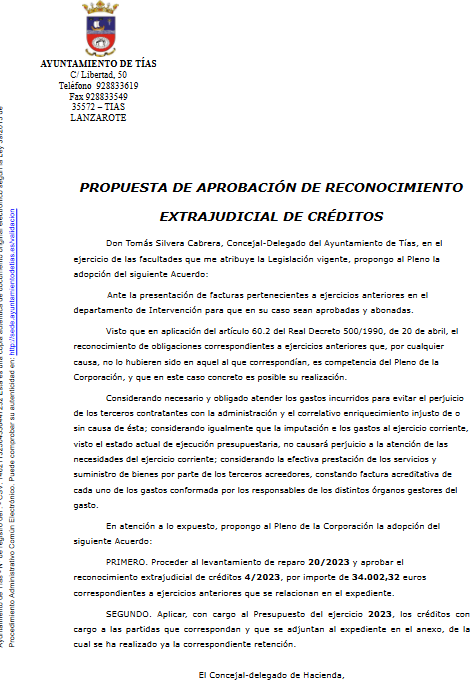 AYUNTAMIENTO DE TÍAS
C/ Libertad, 50
Teléfono 928833619
Fax 928833549
35572 – TIAS
LANZAROTE
PROPUESTA DE APROBACIÓN DE RECONOCIMIENTO
EXTRAJUDICIAL DE CRÉDITOS
Don Tomás Silvera Cabrera, Concejal-Delegado del Ayuntamiento de Tías, en el
ejercicio de las facultades que me atribuye la Legislación vigente, propongo al Pleno la
adopción del siguiente Acuerdo:
Ante la presentación de facturas pertenecientes a ejercicios anteriores en el
departamento de Intervención para que en su caso sean aprobadas y abonadas.
Visto que en aplicación del artículo 60.2 del Real Decreto 500/1990, de 20 de abril, el
reconocimiento de obligaciones correspondientes a ejercicios anteriores que, por cualquier
causa, no lo hubieren sido en aquel al que correspondían, es competencia del Pleno de la
Corporación, y que en este caso concreto es posible su realización.
Considerando necesario y obligado atender los gastos incurridos para evitar el perjuicio
de los terceros contratantes con la administración y el correlativo enriquecimiento injusto de o
sin causa de ésta; considerando igualmente que la imputación e los gastos al ejercicio corriente,
visto el estado actual de ejecución presupuestaria, no causará perjuicio a la atención de las
necesidades del ejercicio corriente; considerando la efectiva prestación de los servicios y
suministro de bienes por parte de los terceros acreedores, constando factura acreditativa de
cada uno de los gastos conformada por los responsables de los distintos órganos gestores del
gasto.
En atención a lo expuesto, propongo al Pleno de la Corporación la adopción del
siguiente Acuerdo:
PRIMERO. Proceder al levantamiento de reparo 20/2023 y aprobar el
reconocimiento extrajudicial de créditos 4/2023, por importe de 34.002,32 euros
correspondientes a ejercicios anteriores que se relacionan en el expediente.
SEGUNDO. Aplicar, con cargo al Presupuesto del ejercicio 2023, los créditos con
cargo a las partidas que correspondan y que se adjuntan al expediente en el anexo, de la
cual se ha realizado ya la correspondiente retención.
El Concejal-delegado de Hacienda,
Procedimiento Administrativo Común Electrónico. Puede comprobar su autenticidad en: http://sede.ayuntamientodetias.es/validacion